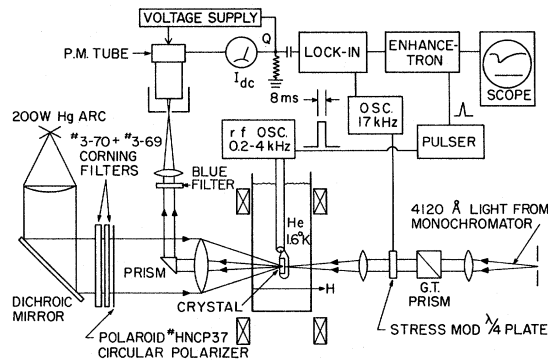 VOLTAGE SUPPLY
P.M. TUBE
Idc
Q
LOCK-IN
ENHANCE-
TRON
SCOPE
8ms
OSC.
17kHz
PULSER
200W Hg ARC
#3-70+ #3-69
CORNING
FILTERS
r f OSC.
0.2-4 kHz
BLUE
FILTER
He
1.6°K
4120 Å LIGHT FROM
MONOCHROMATOR
PRISM
DICHROIC
MIRROR
CRYSTAL
H
G.T.
PRISM
STRESS MOD λ/4 PLATE
POLAROID #HNCP37
CIRCULAR POLARIZER